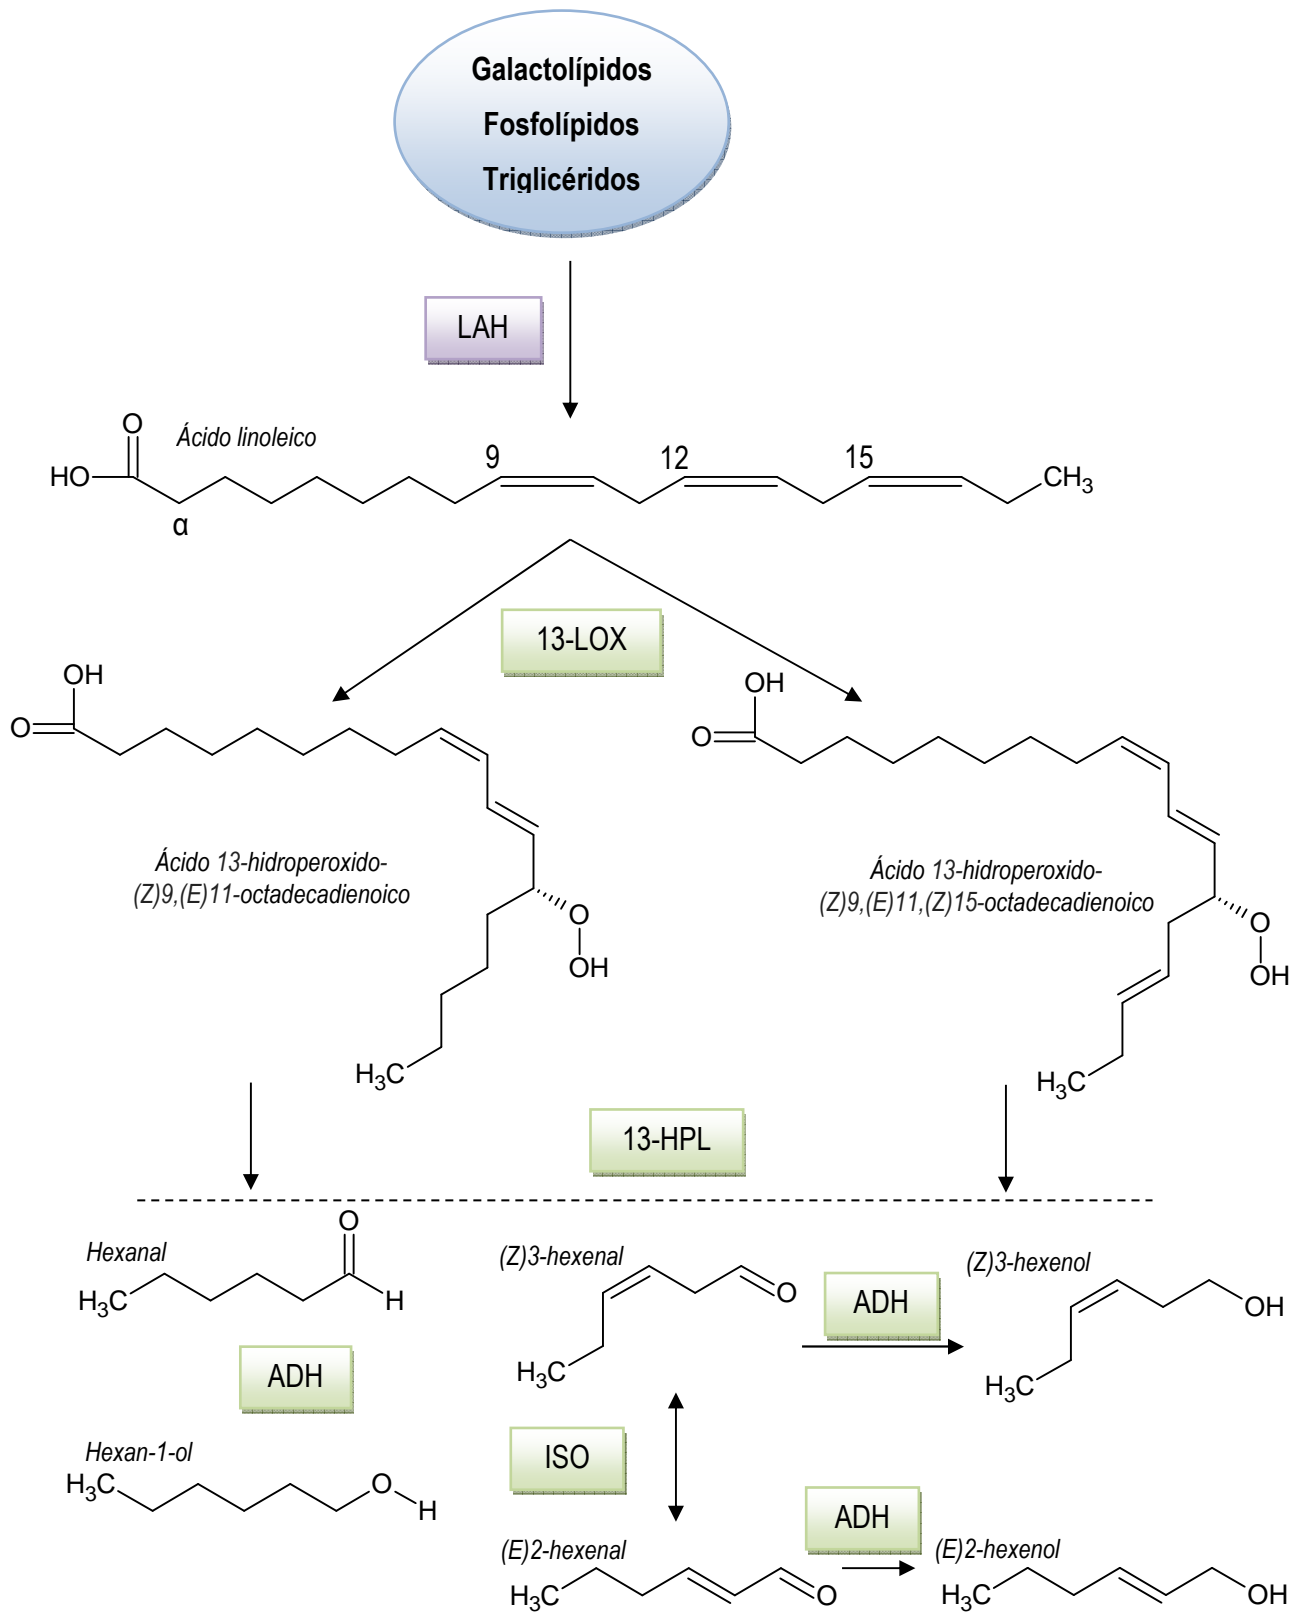 Galactolípidos
Fosfolípidos
Triglicéridos
LAH
O
HO
Ácido linoleico
α
9
12
15
CH3
13-LOX
OH
O
Ácido 13-hidroperoxido-
(Z)9,(E)11-octadecadienoico
O
OH
H3C
OH
O
Ácido 13-hidroperoxido-
(Z)9,(E)11,(Z)15-octadecadienoico
O
OH
H3C
13-HPL
Hexanal
O
H3C
H
ADH
Hexan-1-ol
H3C
O
H
(Z)3-hexenal
O
H3C
ADH
(Z)3-hexenol
OH
H3C
ISO
(E)2-hexenal
H3C
O
ADH
(E)2-hexenol
H3C
OH